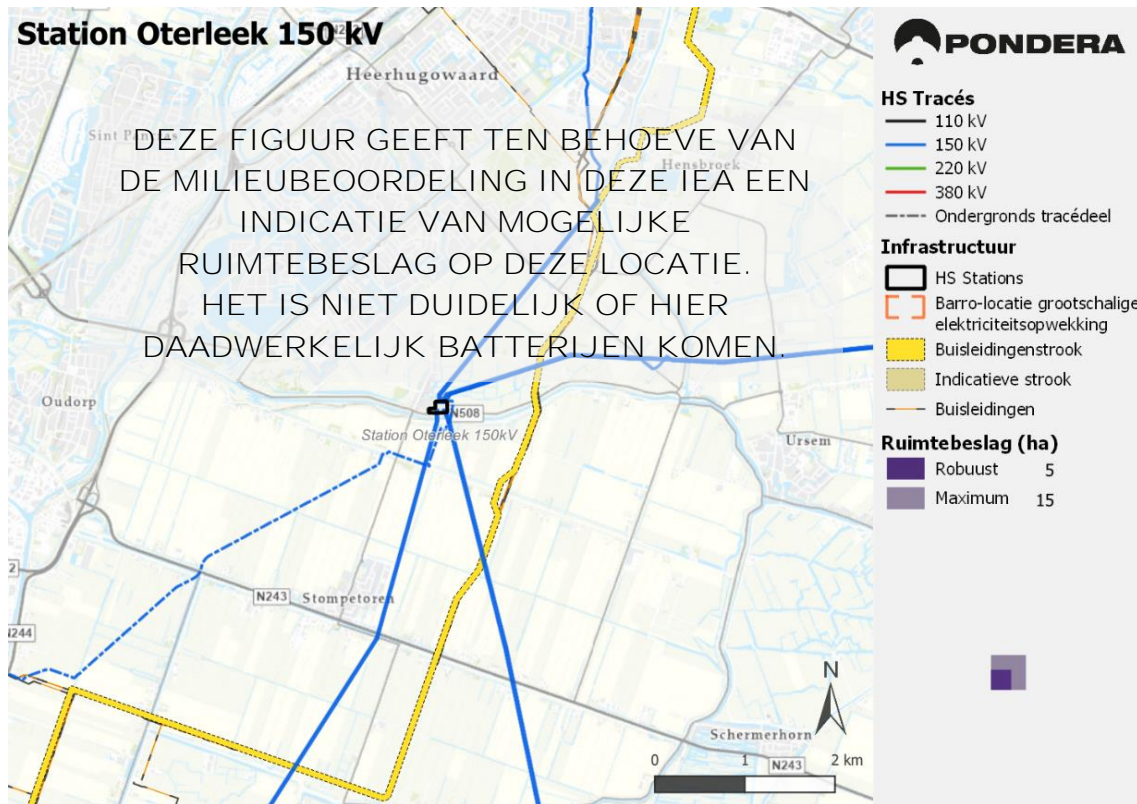 Station Oterleek 150 kV
Heerhugowaard
Sint Pancras
Hensbroek
DEZE FIGUUR GEEFT TEN BEHOEVE VAN
DE MILIEUBEOORDELING IN DEZE IEA EEN
INDICATIE VAN MOGELIJKE
RUIMTEBESLAG OP DEZE LOCATIE.
HET IS NIET DUIDELIJK OF HIER
DAADWERKELIJK BATTERIJEN KOMEN.
Oudorp
N508
Station Oterleek 150kV
Ursem
N243
Stompetoren
N244
Schermerhorn
N243
N
0 1 2 km
PONDERA
HS Tracés
110 kV
150 kV
220 kV
380 kV
Ondergronds tracédeel
Infrastructuur
HS Stations
Barro-locatie grootschalige
elektriciteitsopwekking
Buisleidingenstrook
Indicatieve strook
Buisleidingen
Ruimtebeslag (ha)
Robuust 5
Maximum 15